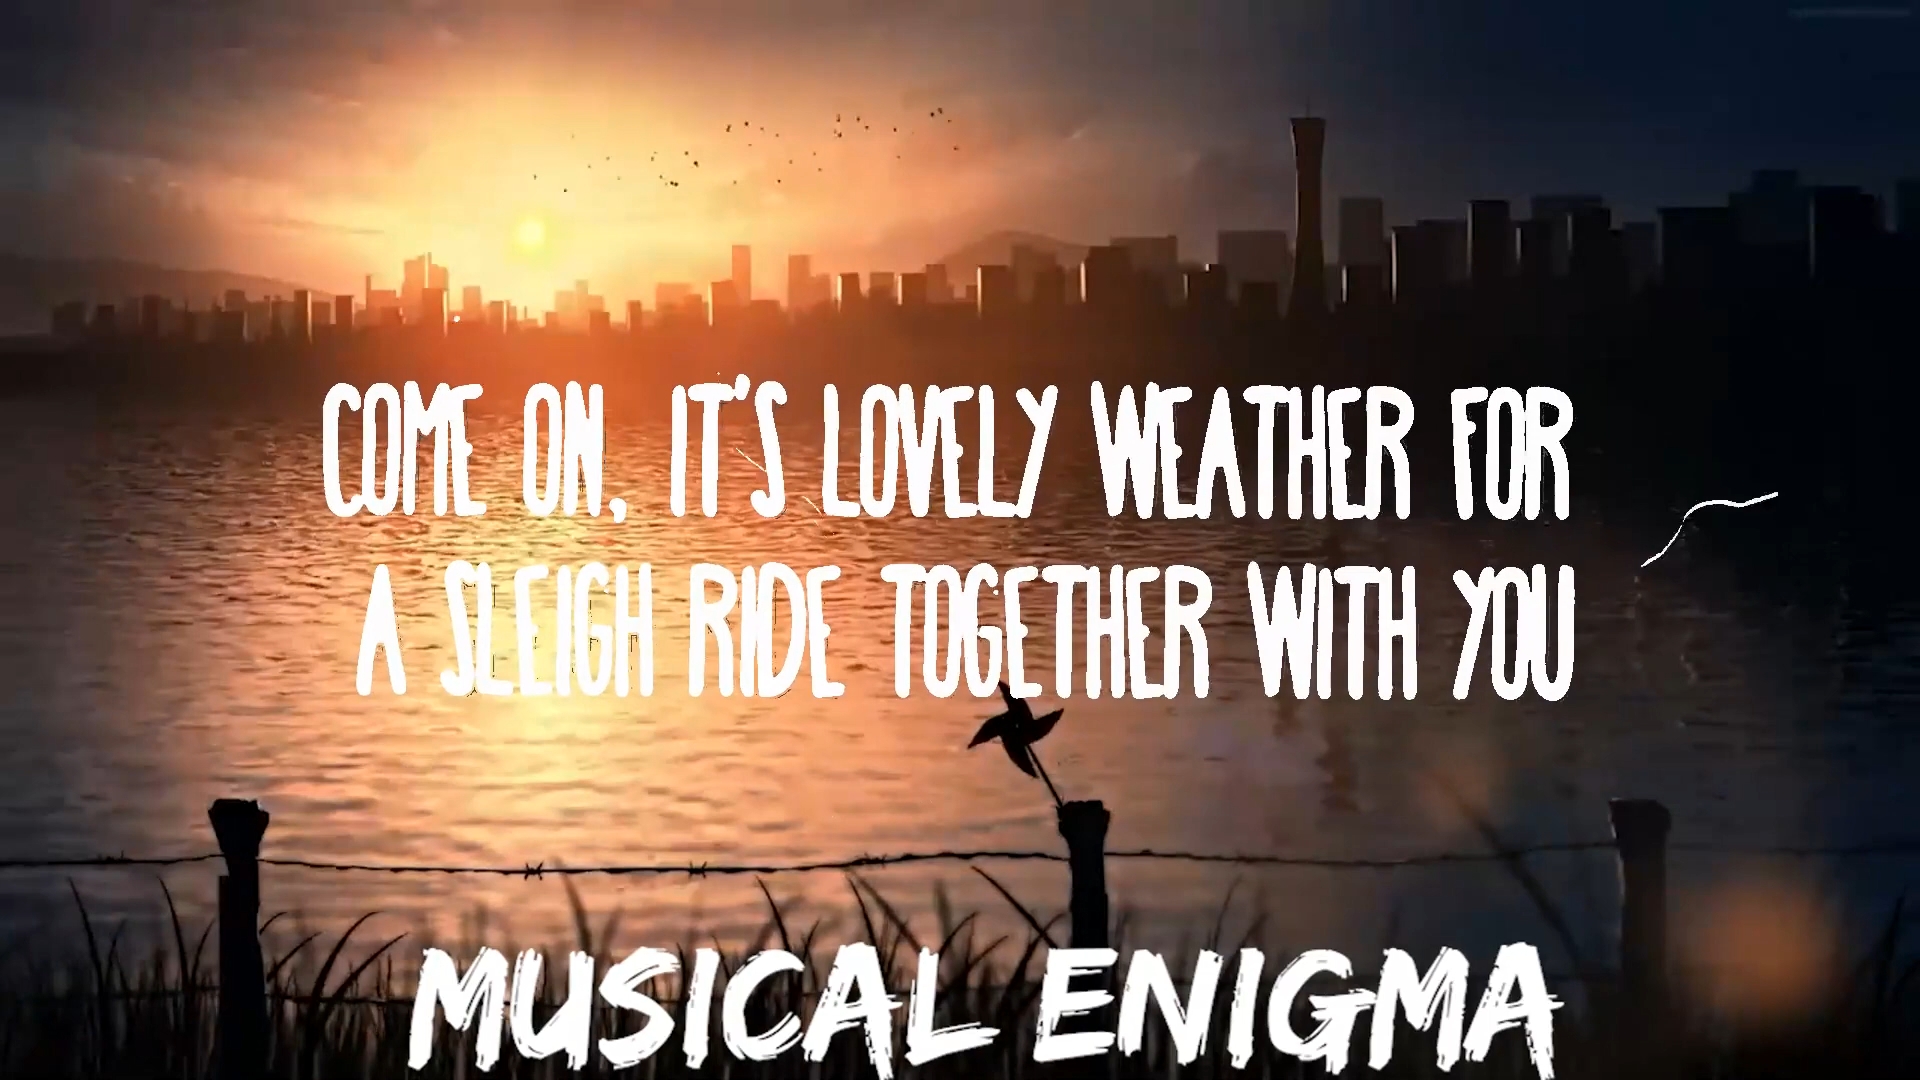 COME ON, IT'S LOVELY WEATHER FOR
A SLEIGH RIDE TOGETHER WITH YOU
MUSICAL ENIGMA